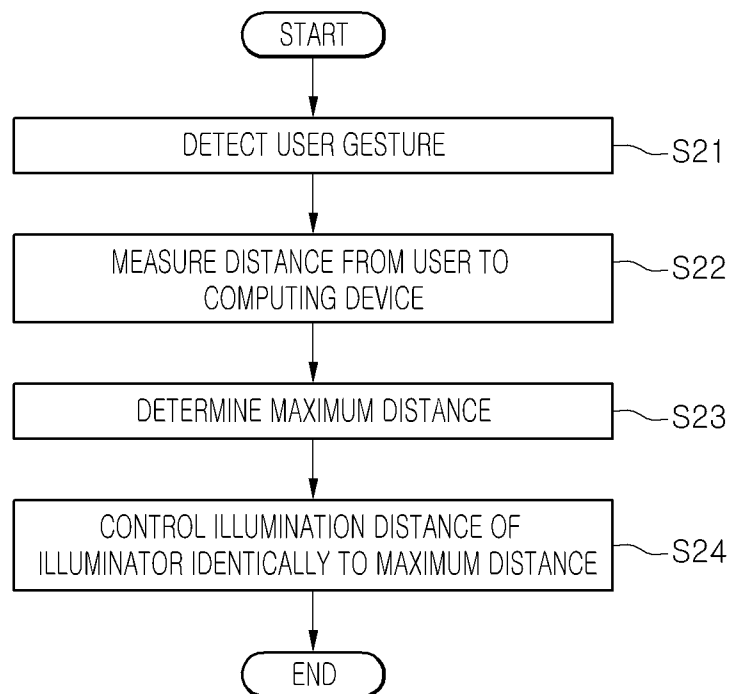 START
DETECT USER GESTURE
S21
MEASURE DISTANCE FROM USER TO
COMPUTING DEVICE
S22
DETERMINE MAXIMUM DISTANCE
S23
CONTROL ILLUMINATION DISTANCE OF
ILLUMINATOR IDENTICALLY TO MAXIMUM DISTANCE
S24
END